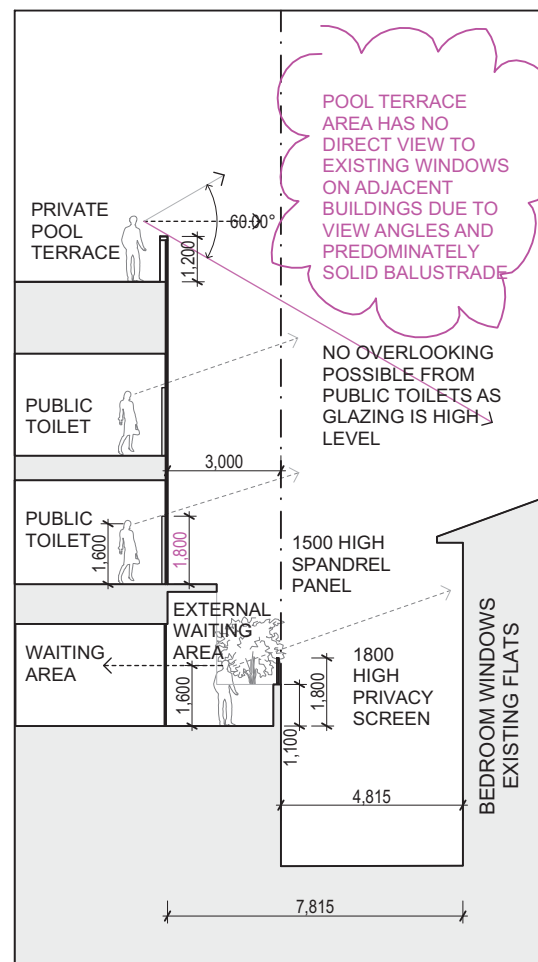 POOL TERRACE
AREA HAS NO
DIRECT VIEW TO
EXISTING WINDOWS
ON ADJACENT
BUILDINGS DUE TO
VIEW ANGLES AND
PREDOMINATELY
SOLID BALUSTRADE
PRIVATE
POOL
TERRACE
60.00°
1,200
NO OVERLOOKING
POSSIBLE FROM
PUBLIC TOILETS AS
GLAZING IS HIGH
LEVEL
PUBLIC
TOILET
3,000
PUBLIC
TOILET
1,600
1,800
1500 HIGH
SPANDREL
PANEL
EXTERNAL
WAITING
AREA
WAITING
AREA
1,600
1,800
1,100
1800
HIGH
PRIVACY
SCREEN
BEDROOM WINDOWS
EXISTING FLATS
4,815
7,815